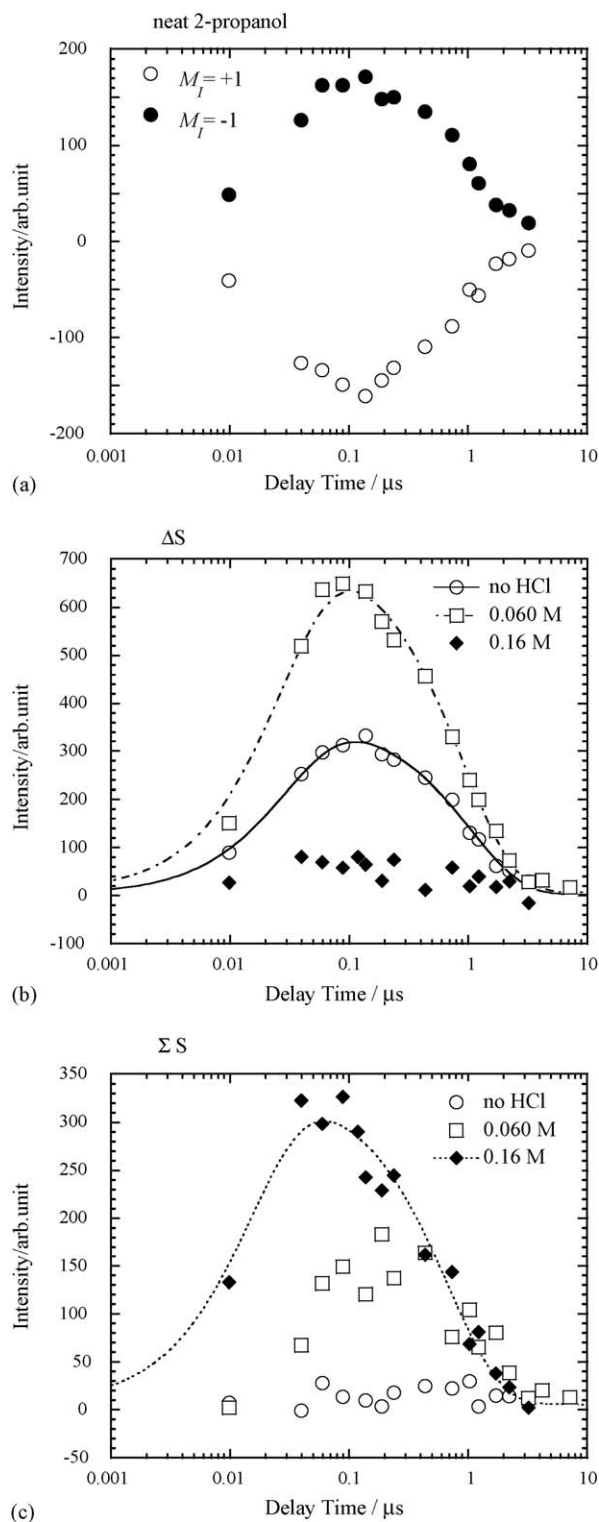 neat 2-propanol
200
100
0
-100
-200
Intensity/arb.unit
M_I= +1
M_I= -1
0.001 0.01 0.1 1 10
(a) Delay Time / μs
ΔS
700
600
500
400
300
200
100
0
-100
Intensity/arb.unit
no HCl
0.060 M
0.16 M
0.001 0.01 0.1 1 10
(b) Delay Time / μs
Σ S
350
300
250
200
150
100
50
0
-50
Intensity/arb.unit
no HCl
0.060 M
0.16 M
0.001 0.01 0.1 1 10
Delay Time / μs
(c)